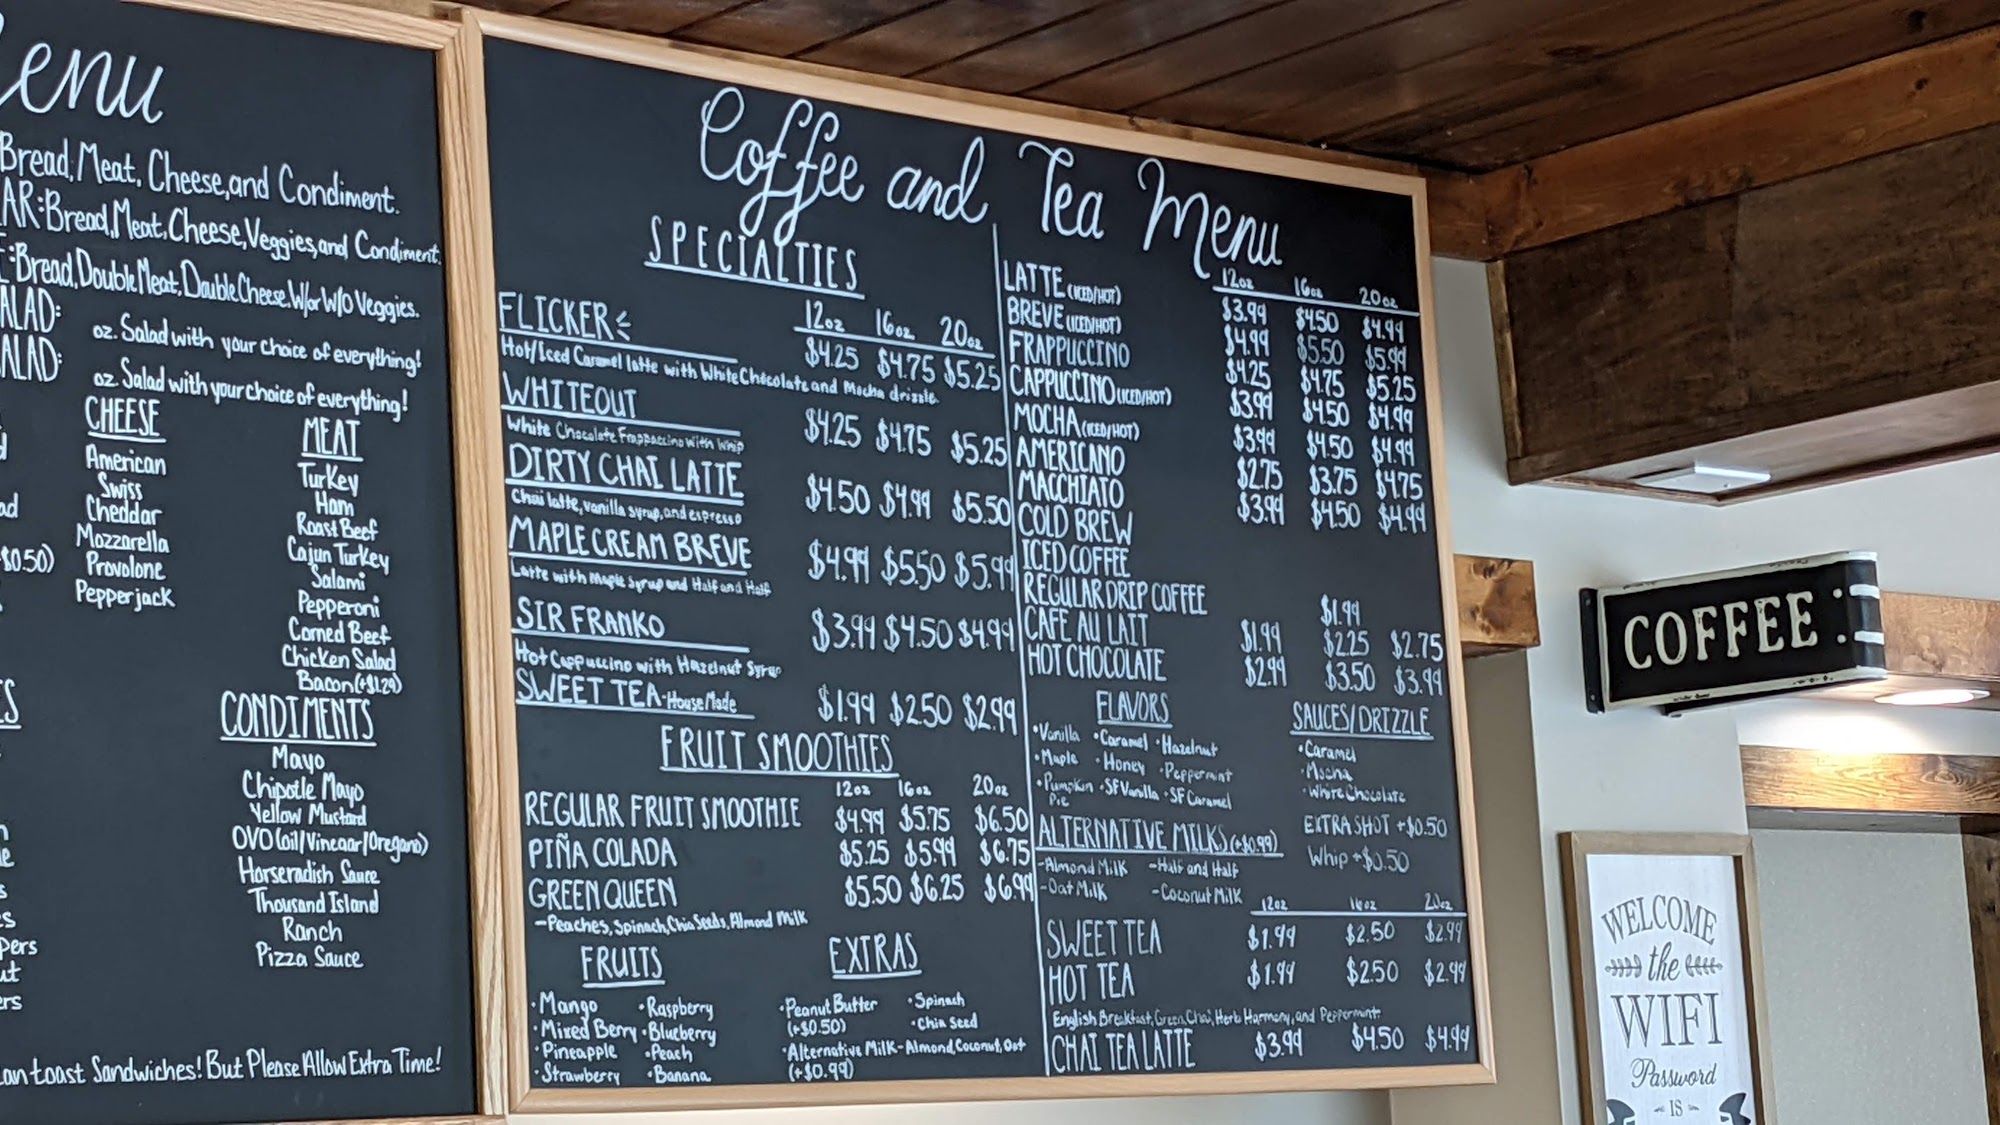 enu
Bread, Meat, Cheese, and Condiment.
AR: Bread, Meat, Cheese, Veggies, and Condiment.
: Bread, Double Meat, Double Cheese. W/or W/O Veggies.
ALAD: oz. Salad with your choice of everything!
ALAD: oz. Salad with your choice of everything!
CHEESE
American
Swiss
Cheddar
Mozzarella
Provolone
Pepperjack
MEAT
Turkey
Ham
Roast Beef
Cajun Turkey
Salami
Pepperoni
Corned Beef
Chicken Salad
Bacon (+$1.29)
ad
$0.50)
CONDIMENTS
Mayo
Chipotle Mayo
Yellow Mustard
OVO (Oil/Vinegar/Oregano)
Horseradish Sauce
Thousand Island
Ranch
Pizza Sauce
pers
ut
ers
an toast Sandwiches! But Please Allow Extra Time!
Coffee and Tea Menu
SPECIALTIES
12oz 16oz 20oz
FLICKER $4.25 $4.75 $5.25
Hot/Iced Caramel latte with White Chocolate and Mocha drizzle
WHITEOUT $4.25 $4.75 $5.25
White Chocolate Frappuccino with Whip
DIRTY CHAI LATTE $4.50 $4.99 $5.50
Chai latte, vanilla syrup, and espresso
MAPLE CREAM BREVE $4.99 $5.50 $5.99
Latte with Maple Syrup and Half and Half
SIR FRANKO $3.99 $4.50 $4.99
Hot Cappuccino with Hazelnut Syrup
SWEET TEA-House Made $1.99 $2.50 $2.99
FRUIT SMOOTHIES
12oz 16oz 20oz
REGULAR FRUIT SMOOTHIE $4.99 $5.75 $6.50
PIÑA COLADA $5.25 $5.99 $6.75
GREEN QUEEN $5.50 $6.25 $6.99
-Peaches, Spinach, Chia Seeds, Almond Milk
FRUITS
•Mango •Raspberry
•Mixed Berry •Blueberry
•Pineapple •Peach
•Strawberry •Banana
EXTRAS
•Peanut Butter •Spinach
(+$0.50) •Chia Seed
•Alternative Milk-Almond, Coconut, Oat
(+$0.99)
12oz 16oz 20oz
LATTE (ICED/HOT) $3.99 $4.50 $4.99
BREVE (ICED/HOT) $4.99 $5.50 $5.99
FRAPPUCCINO $4.25 $4.75 $5.25
CAPPUCCINO (ICED/HOT) $3.99 $4.50 $4.99
MOCHA (ICED/HOT) $3.99 $4.50 $4.99
AMERICANO $2.75 $3.75 $4.75
MACCHIATO $3.99 $4.50 $4.99
COLD BREW
ICED COFFEE
REGULAR DRIP COFFEE $1.99
CAFE AU LAIT $1.99 $2.25 $2.75
HOT CHOCOLATE $2.99 $3.50 $3.99
FLAVORS
•Vanilla •Caramel •Hazelnut
•Maple •Honey •Peppermint
•Pumpkin Pie •SF Vanilla •SF Caramel
SAUCES/DRIZZLE
•Caramel
•Mocha
•White Chocolate
EXTRA SHOT +$0.50
Whip +$0.50
ALTERNATIVE MILKS (+$0.99)
-Almond Milk -Half and Half
-Oat Milk -Coconut Milk
12oz 16oz 20oz
SWEET TEA $1.99 $2.50 $2.99
HOT TEA $1.99 $2.50 $2.99
English Breakfast, Green, Chai, Herb Harmony, and Peppermint
CHAI TEA LATTE $3.99 $4.50 $4.99
COFFEE
WELCOME
the
WIFI
Password
IS